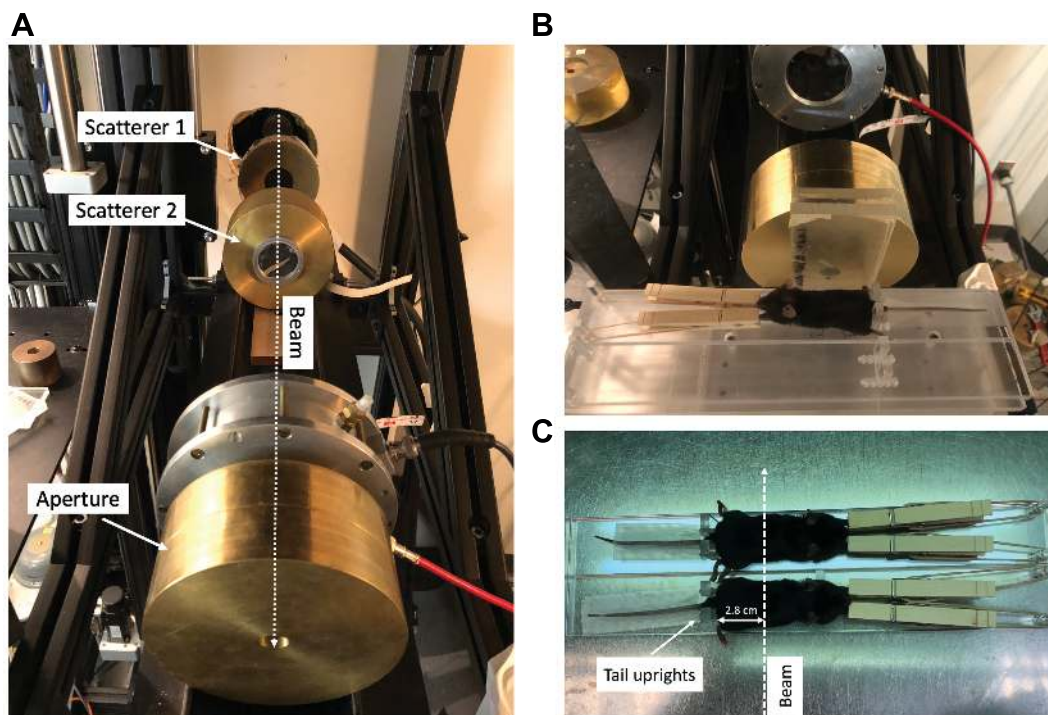 A
Scatterer 1
Scatterer 2
Beam
Aperture
B
C
2.8 cm
Tail uprights
Beam